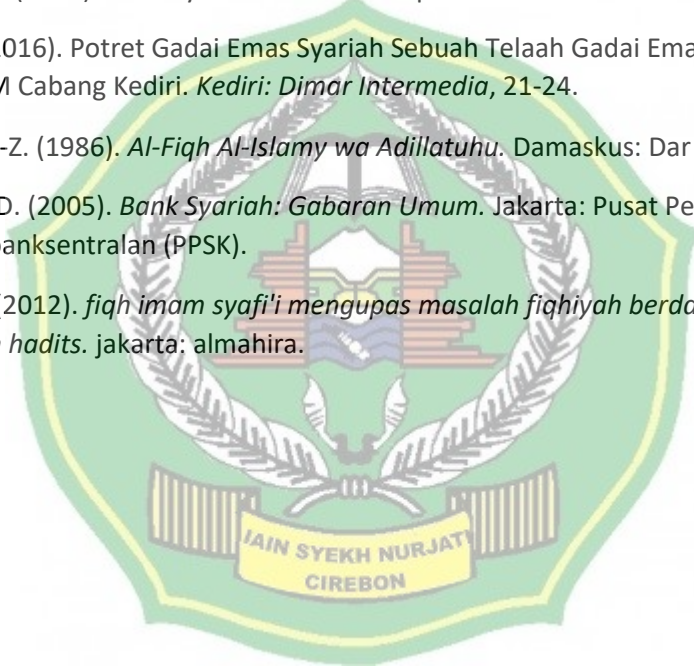 2016). Potret Gadai Emas Syariah Sebuah Telaah Gadai Ema
M Cabang Kediri. Kediri: Dimar Intermedia, 21-24.
-Z. (1986). Al-Fiqh Al-Islamy wa Adillatuhu. Damaskus: Dar
D. (2005). Bank Syariah: Gabaran Umum. Jakarta: Pusat Pe
banksentralan (PPSK).
(2012). fiqh imam syafi'i mengupas masalah fiqhiyah berda
hadits. jakarta: almahira.
IAIN SYEKH NURJATI
CIREBON